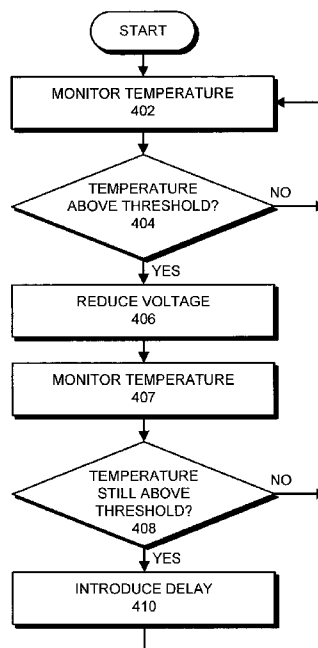 START
MONITOR TEMPERATURE
402
TEMPERATURE
ABOVE THRESHOLD?
404
NO
YES
REDUCE VOLTAGE
406
MONITOR TEMPERATURE
407
TEMPERATURE
STILL ABOVE
THRESHOLD?
408
NO
YES
INTRODUCE DELAY
410